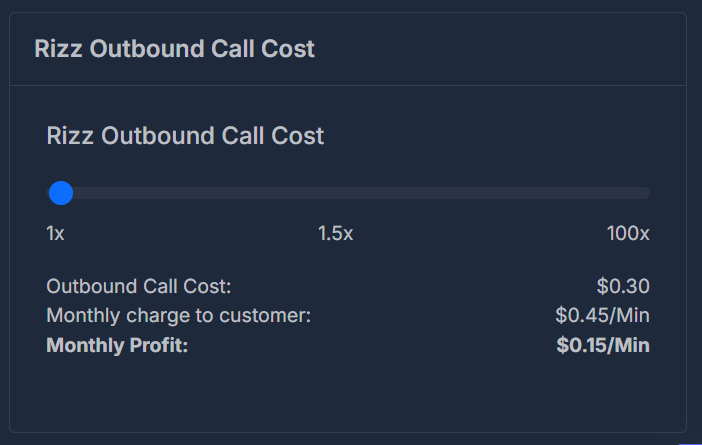 Rizz Outbound Call Cost
Rizz Outbound Call Cost
1x 1.5x 100x
Outbound Call Cost: $0.30
Monthly charge to customer: $0.45/Min
Monthly Profit: $0.15/Min